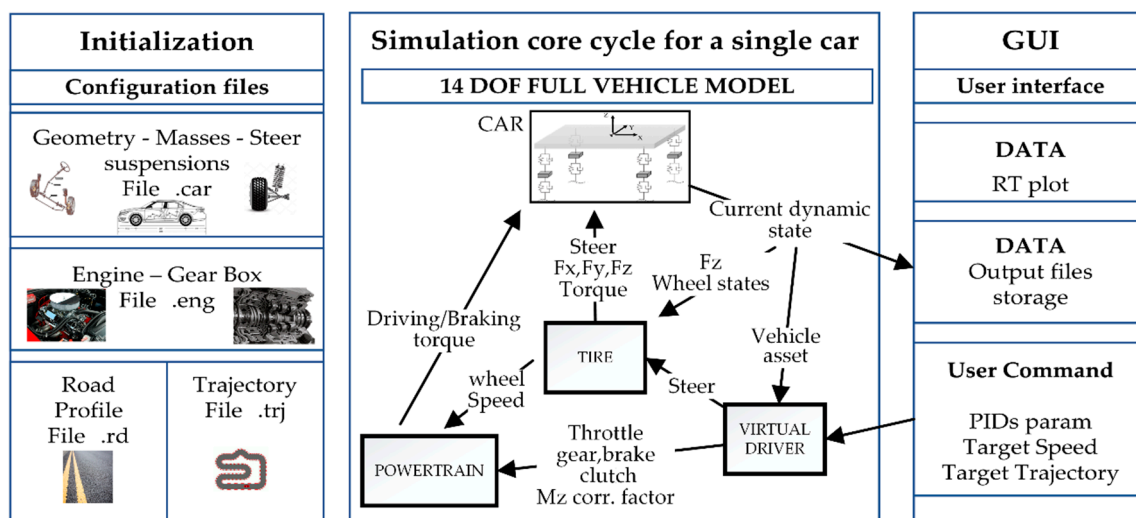 Initialization
Configuration files
Geometry - Masses - Steer
suspensions
File .car
Engine – Gear Box
File .eng
Road
Profile
File .rd
Trajectory
File .trj
Simulation core cycle for a single car
14 DOF FULL VEHICLE MODEL
CAR
Z
Y
X
Current dynamic
state
Steer
Fx,Fy,Fz
Torque
Fz
Wheel states
Driving/Braking
torque
TIRE
Vehicle
asset
wheel
Speed
Steer
POWERTRAIN
Throttle
gear,brake
clutch
Mz corr. factor
VIRTUAL
DRIVER
GUI
User interface
DATA
RT plot
DATA
Output files
storage
User Command
PIDs param
Target Speed
Target Trajectory